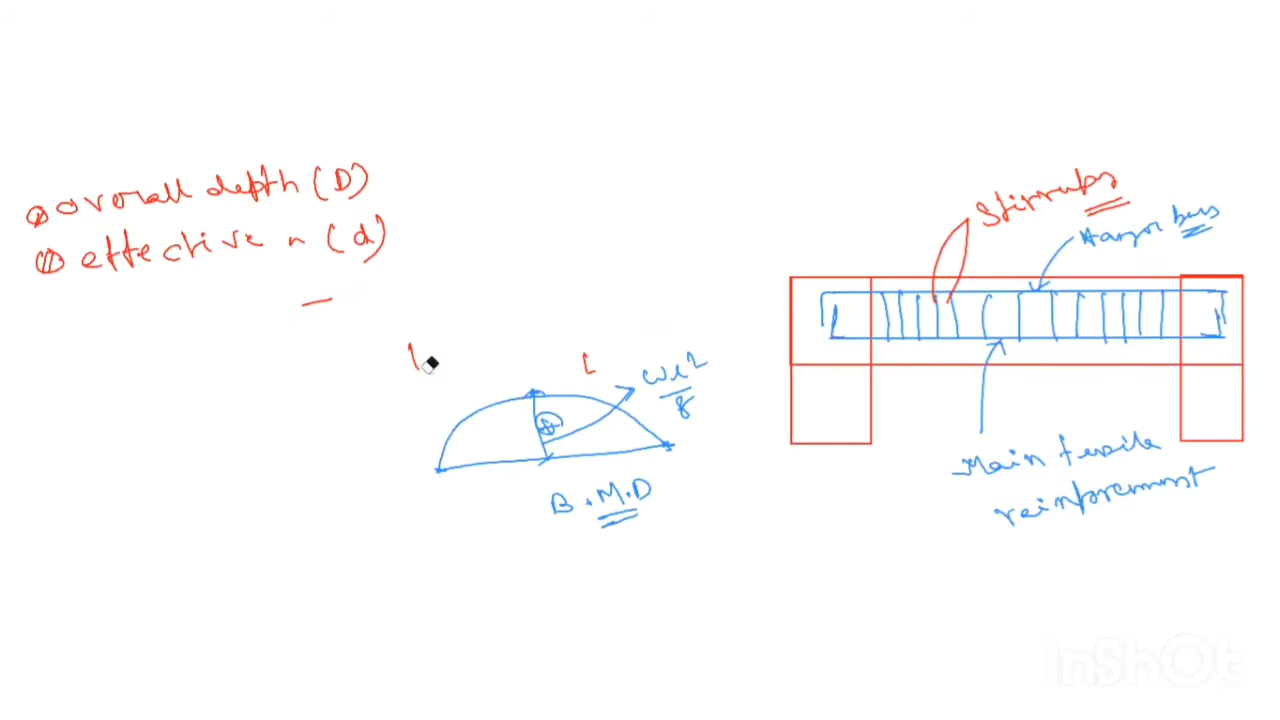 ① overall depth (D)
② effective " (d)
Stirrups
Hanger bars
L
wl²/8
B.M.D
Main tensile
reinforcement
InShOt